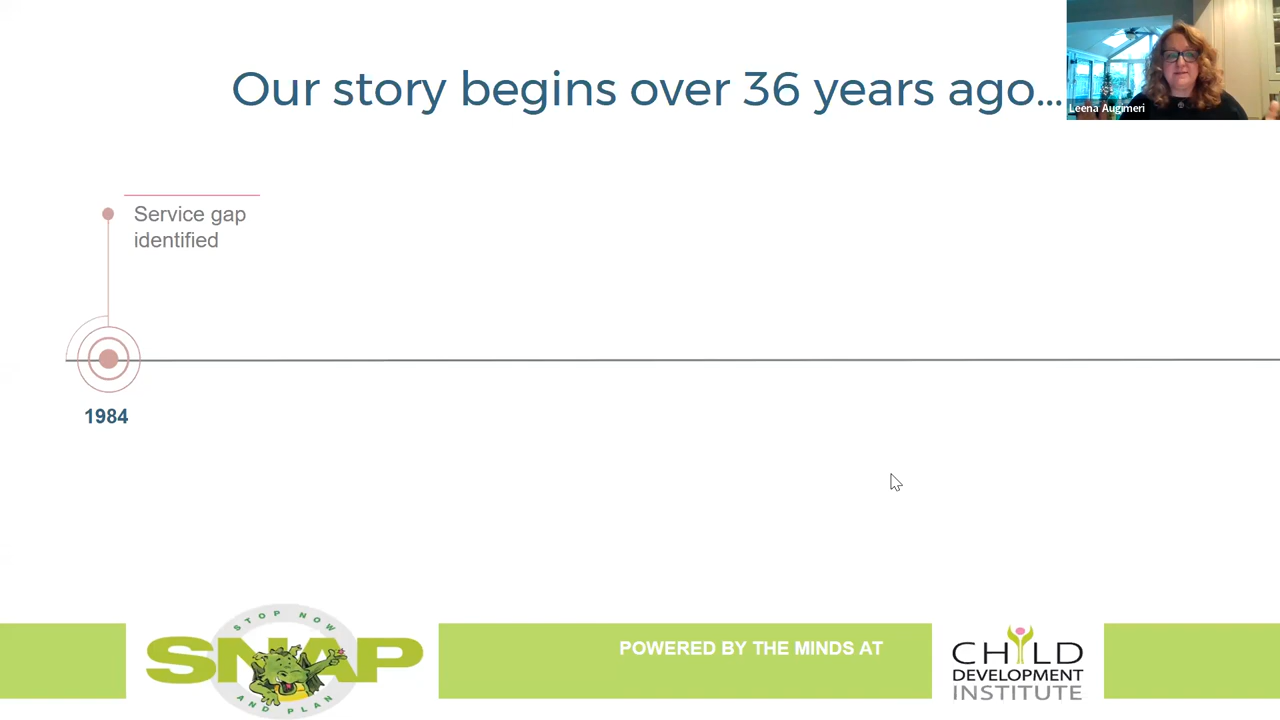 Our story begins over 36 years ago...
Leena Augimeri
Service gap
identified
1984
STOP NOW
SNAP
AND PLAN
POWERED BY THE MINDS AT
CHILD
DEVELOPMENT
INSTITUTE